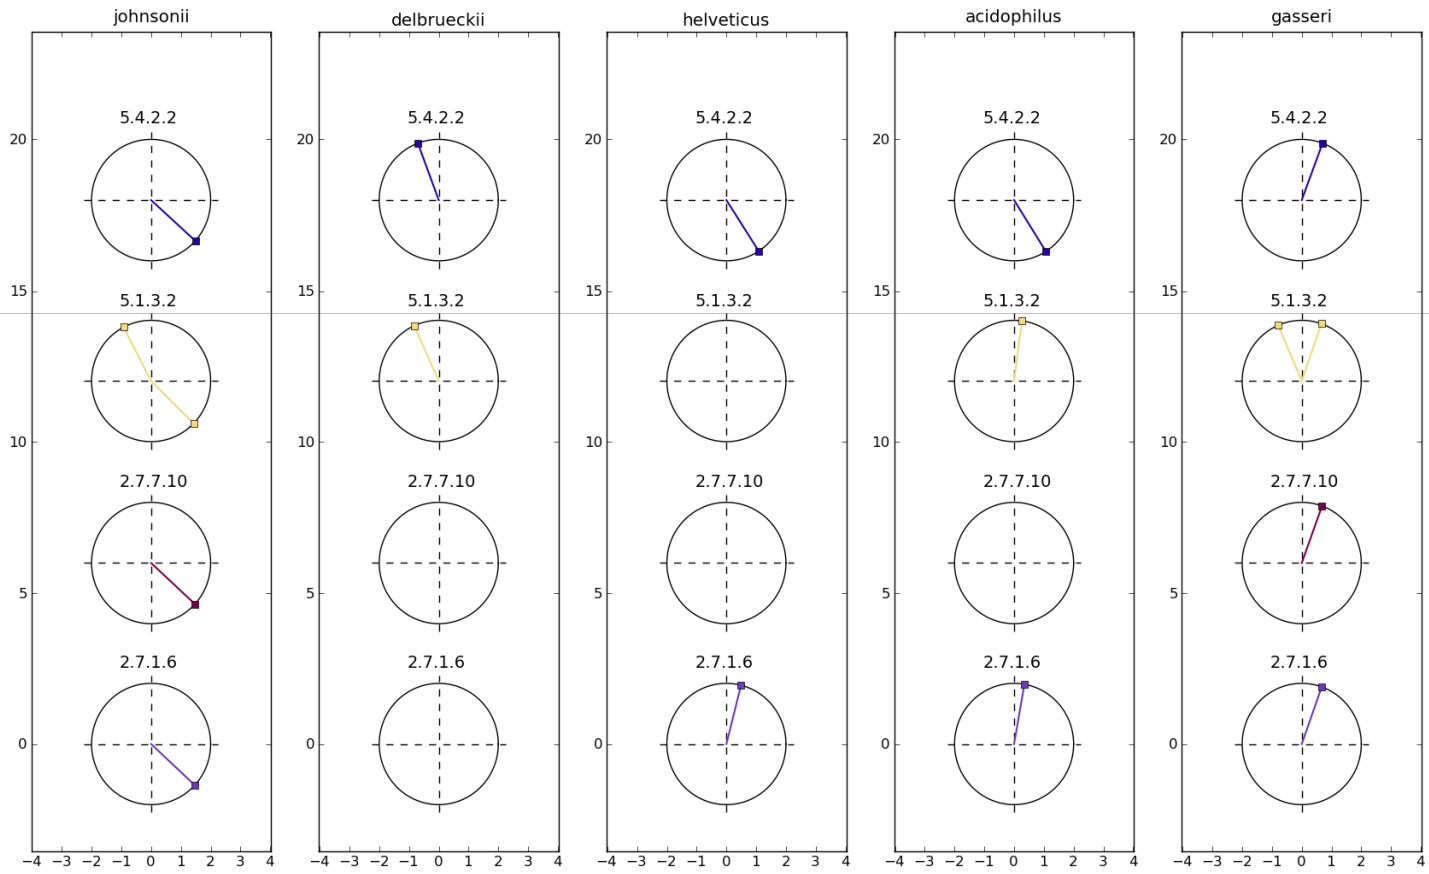 johnsonii delbrueckii helveticus acidophilus gasseri
5.4.2.2 5.4.2.2 5.4.2.2 5.4.2.2 5.4.2.2
20 20 20 20 20
15 15 15 15 15
5.1.3.2 5.1.3.2 5.1.3.2 5.1.3.2 5.1.3.2
10 10 10 10 10
2.7.7.10 2.7.7.10 2.7.7.10 2.7.7.10 2.7.7.10
5 5 5 5 5
2.7.1.6 2.7.1.6 2.7.1.6 2.7.1.6 2.7.1.6
0 0 0 0 0
−4 −3 −2 −1 0 1 2 3 4 −4 −3 −2 −1 0 1 2 3 4 −4 −3 −2 −1 0 1 2 3 4 −4 −3 −2 −1 0 1 2 3 4 −4 −3 −2 −1 0 1 2 3 4